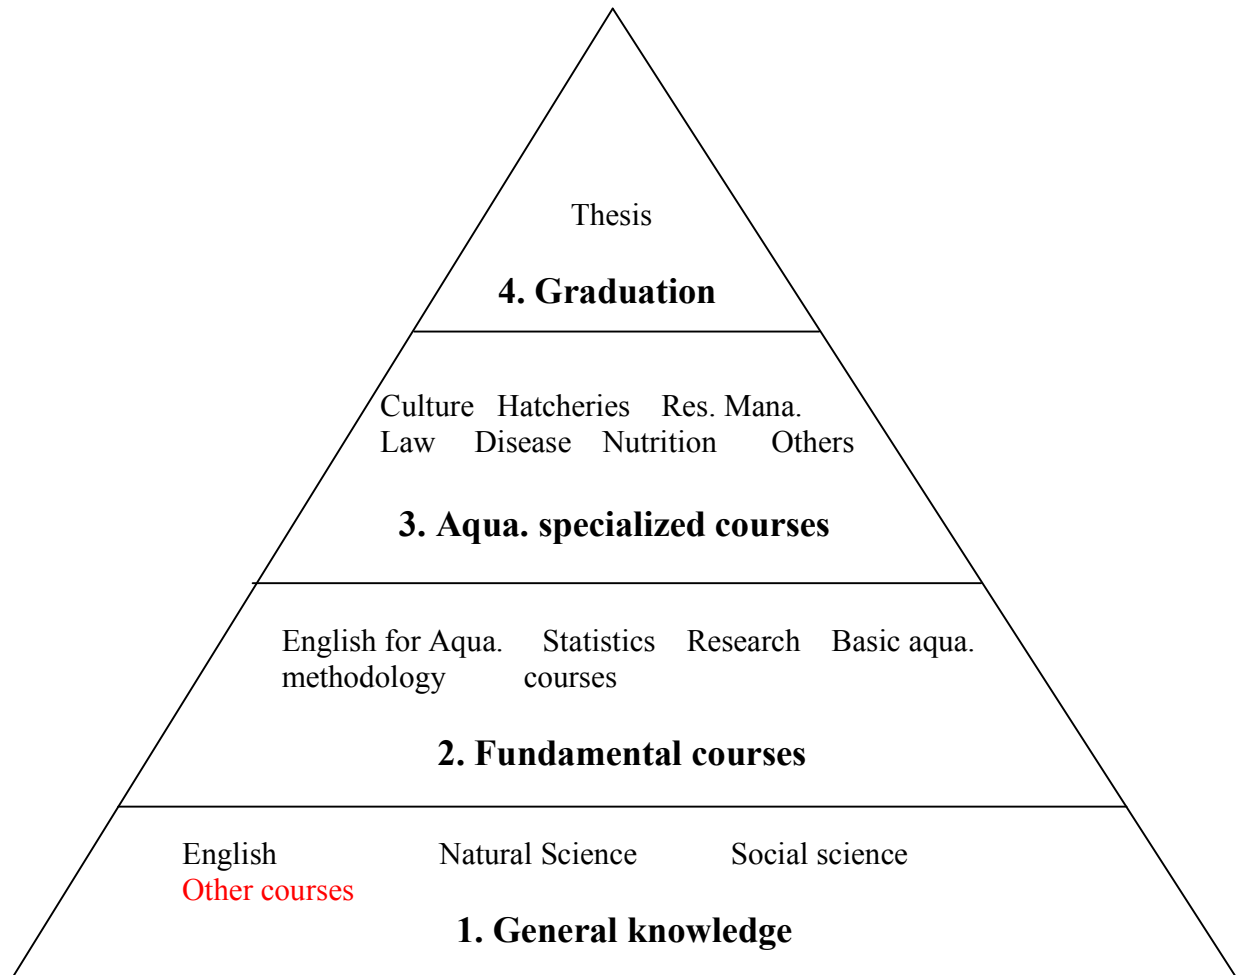 Thesis
4. Graduation
Culture Hatcheries Res. Mana.
Law Disease Nutrition Others
3. Aqua. specialized courses
English for Aqua. Statistics Research Basic aqua.
methodology courses
2. Fundamental courses
English Natural Science Social science
Other courses
1. General knowledge